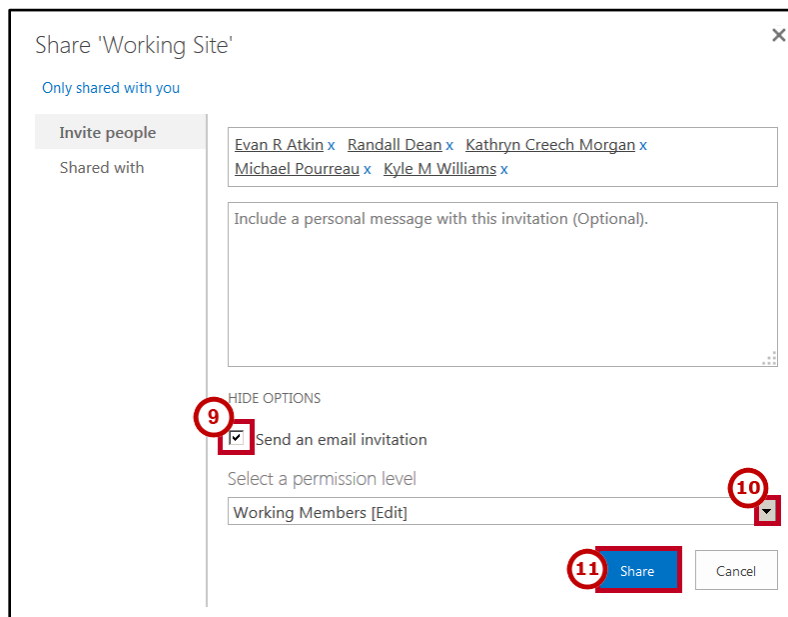 Share 'Working Site'
Only shared with you
Invite people
Shared with
Evan R Atkin x Randall Dean x Kathryn Creech Morgan x
Michael Pourreau x Kyle M Williams x
Include a personal message with this invitation (Optional).
HIDE OPTIONS
9
Send an email invitation
Select a permission level
10
Working Members [Edit]
11 Share Cancel